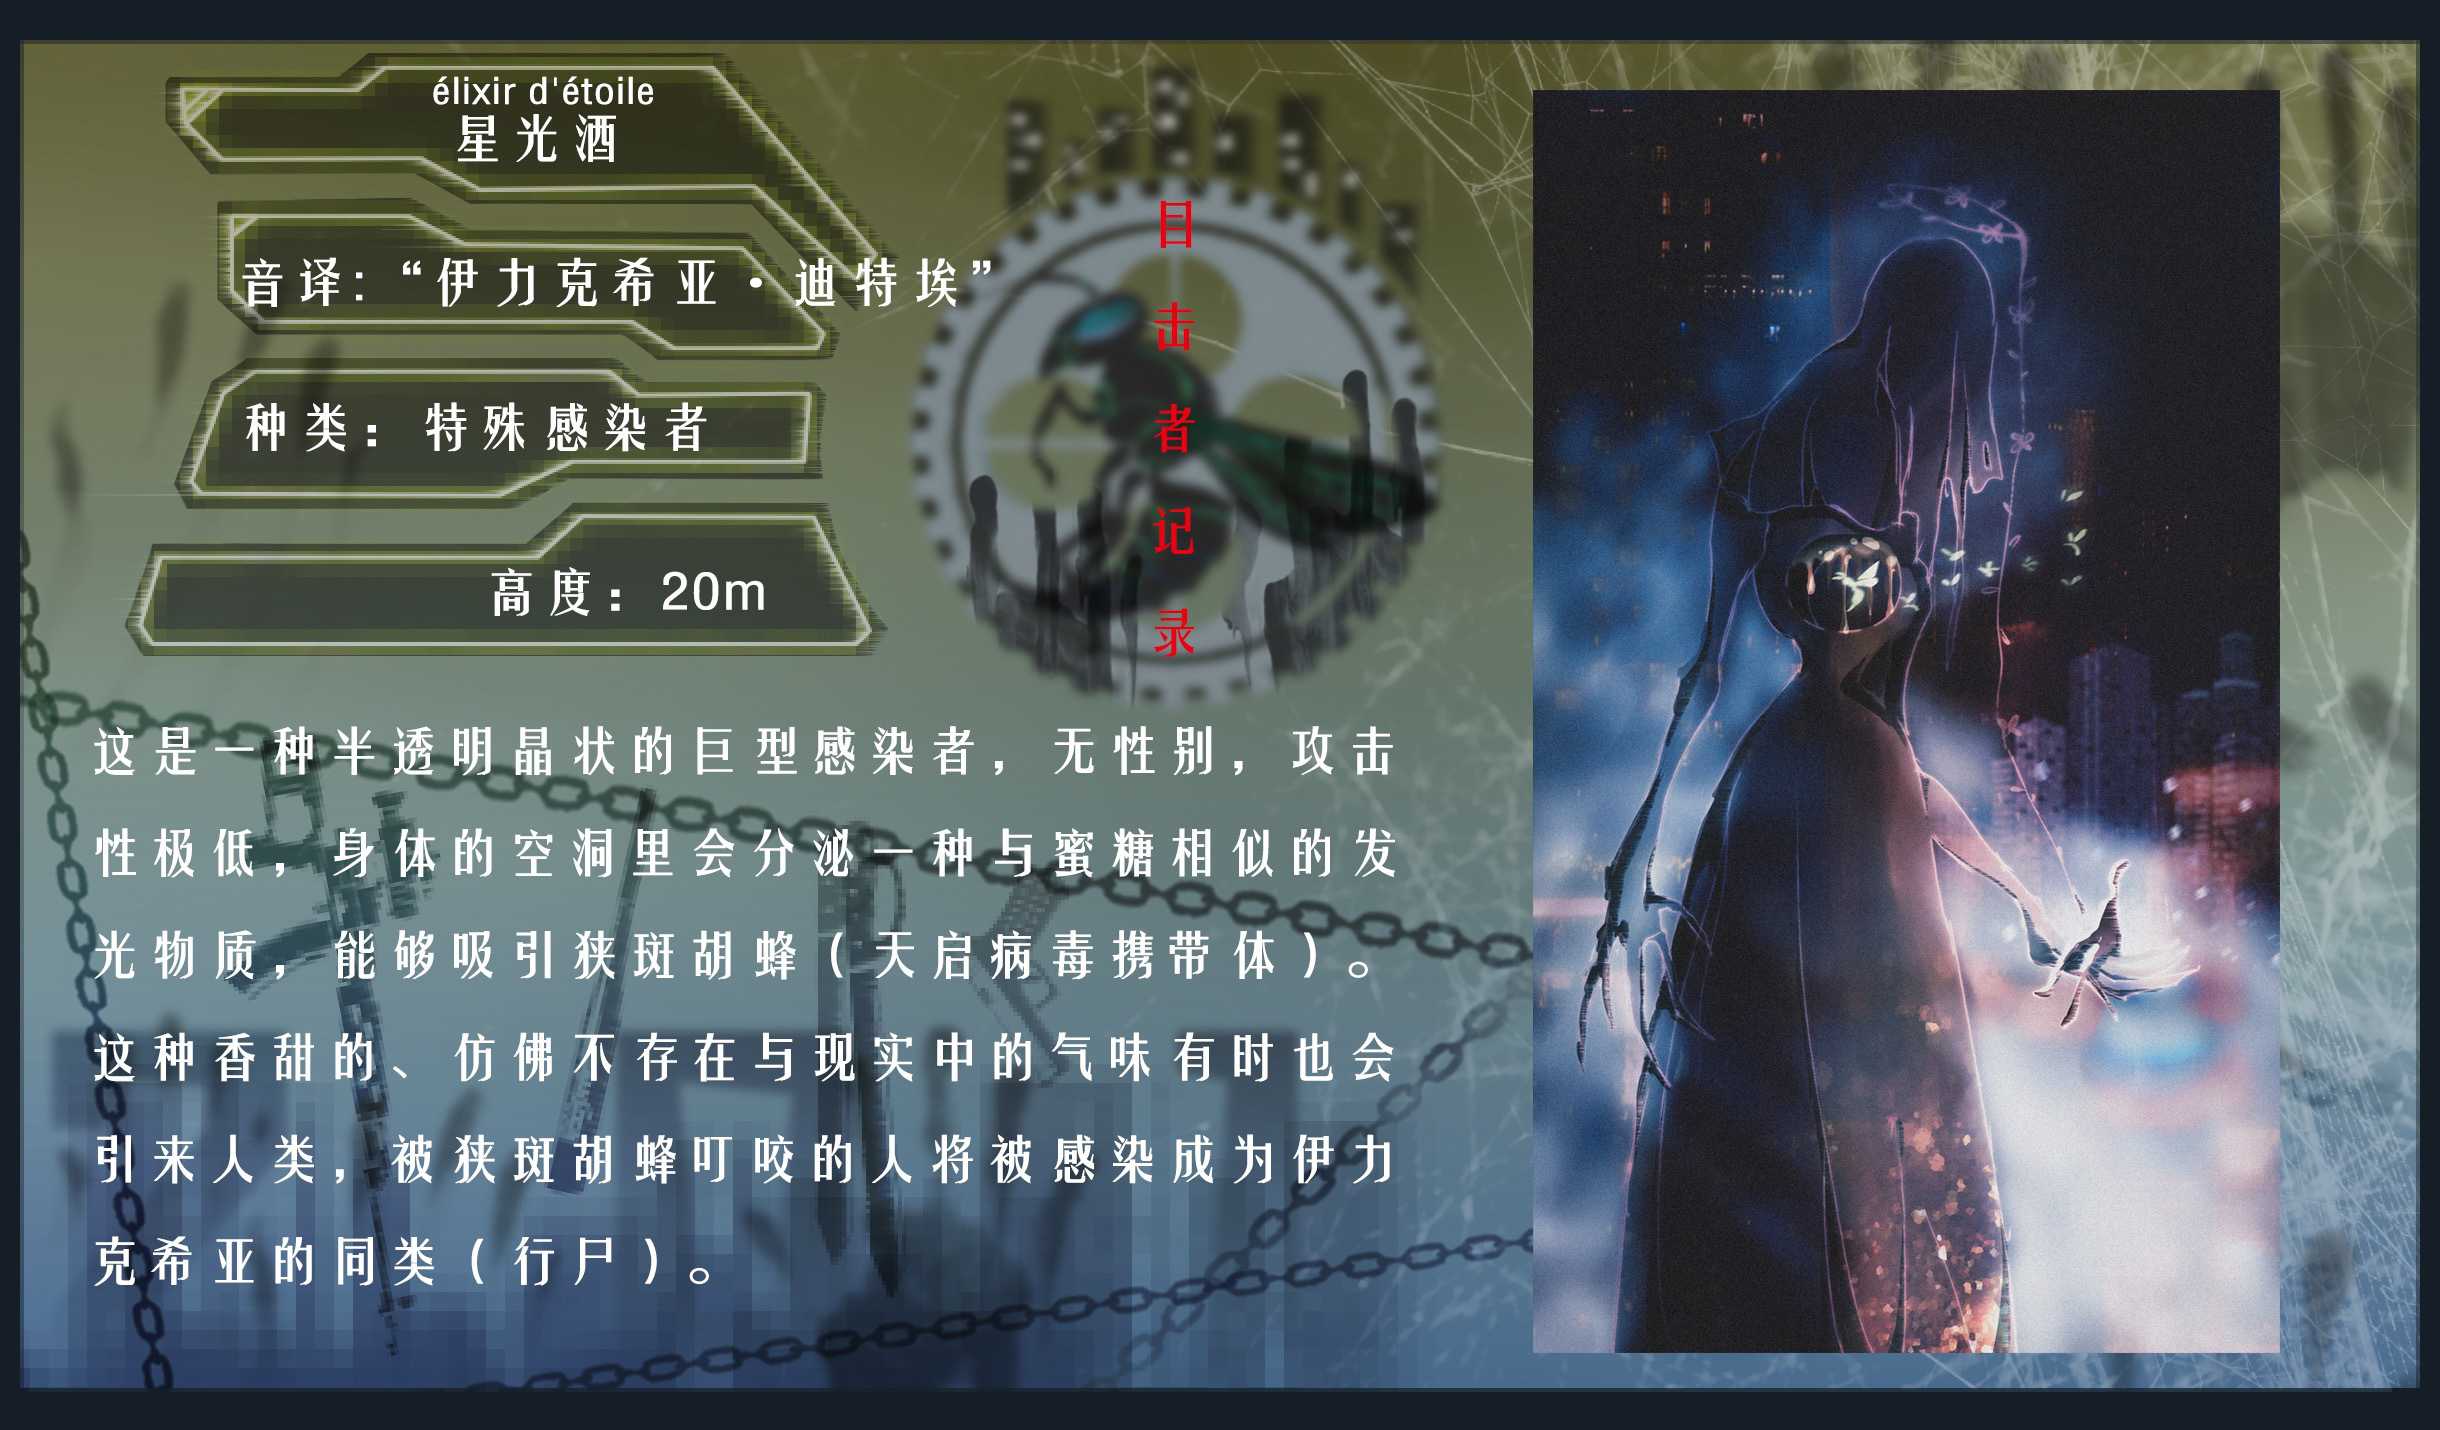 élixir d'étoile
星光酒
音译：“伊力克希亚·迪特埃”
种类：特殊感染者
高度：20m
目击者记录
这是一种半透明晶状的巨型感染者，无性别，攻击
性极低，身体的空洞里会分泌一种与蜜糖相似的发
光物质，能够吸引狭斑胡蜂（天启病毒携带体）。
这种香甜的、仿佛不存在与现实中的气味有时也会
引来人类，被狭斑胡蜂叮咬的人将被感染成为伊力
克希亚的同类（行尸）。